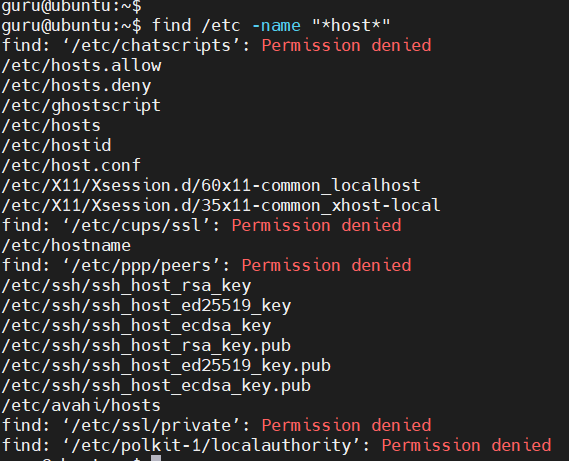 guru@ubuntu:~$
guru@ubuntu:~$ find /etc -name "*host*"
find: ‘/etc/chatscripts’: Permission denied
/etc/hosts.allow
/etc/hosts.deny
/etc/ghostscript
/etc/hosts
/etc/hostid
/etc/host.conf
/etc/X11/Xsession.d/60x11-common_localhost
/etc/X11/Xsession.d/35x11-common_xhost-local
find: ‘/etc/cups/ssl’: Permission denied
/etc/hostname
find: ‘/etc/ppp/peers’: Permission denied
/etc/ssh/ssh_host_rsa_key
/etc/ssh/ssh_host_ed25519_key
/etc/ssh/ssh_host_ecdsa_key
/etc/ssh/ssh_host_rsa_key.pub
/etc/ssh/ssh_host_ed25519_key.pub
/etc/ssh/ssh_host_ecdsa_key.pub
/etc/avahi/hosts
find: ‘/etc/ssl/private’: Permission denied
find: ‘/etc/polkit-1/localauthority’: Permission denied